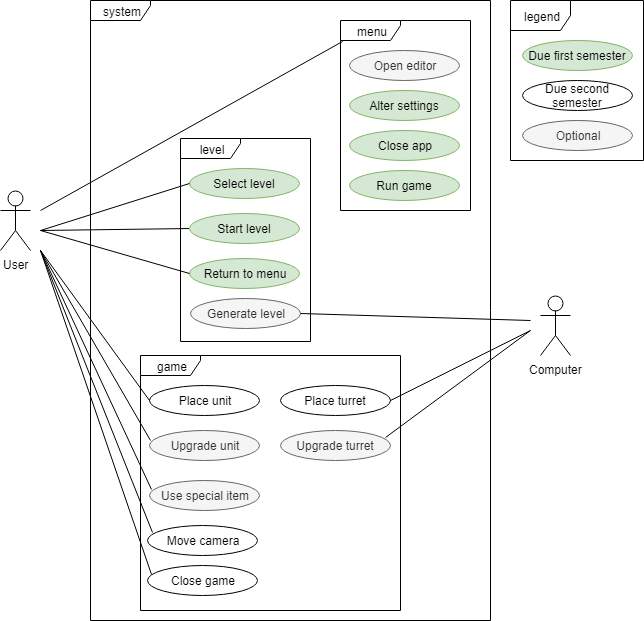 system
menu
Open editor
Alter settings
Close app
Run game
legend
Due first semester
Due second
semester
Optional
level
Select level
Start level
Return to menu
Generate level
User
Computer
game
Place unit
Place turret
Upgrade unit
Upgrade turret
Use special item
Move camera
Close game